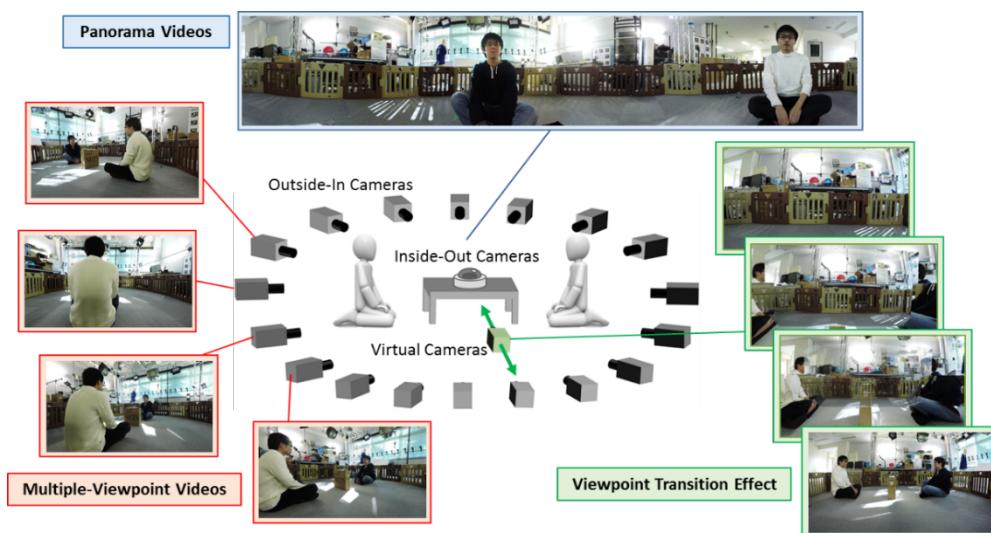 Panorama Videos
Outside-In Cameras
Inside-Out Cameras
Virtual Cameras
Multiple-Viewpoint Videos
Viewpoint Transition Effect